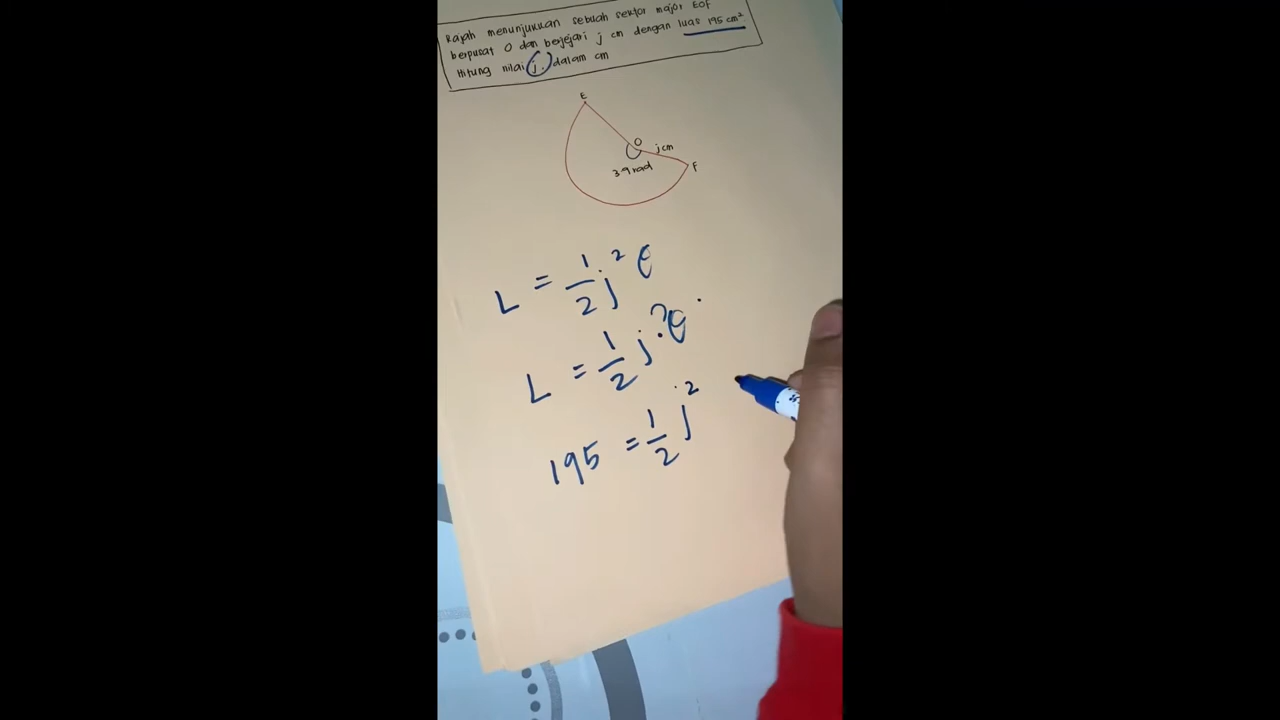 Rajah menunjukkan sebuah sektor major EOF
berpusat O dan berjejari j cm dengan luas 195 cm²
Hitung nilai j. dalam cm
E
O
j cm
3.9 rad
F
L = 1/2 j² θ
L = 1/2 j² θ
195 = 1/2 j²